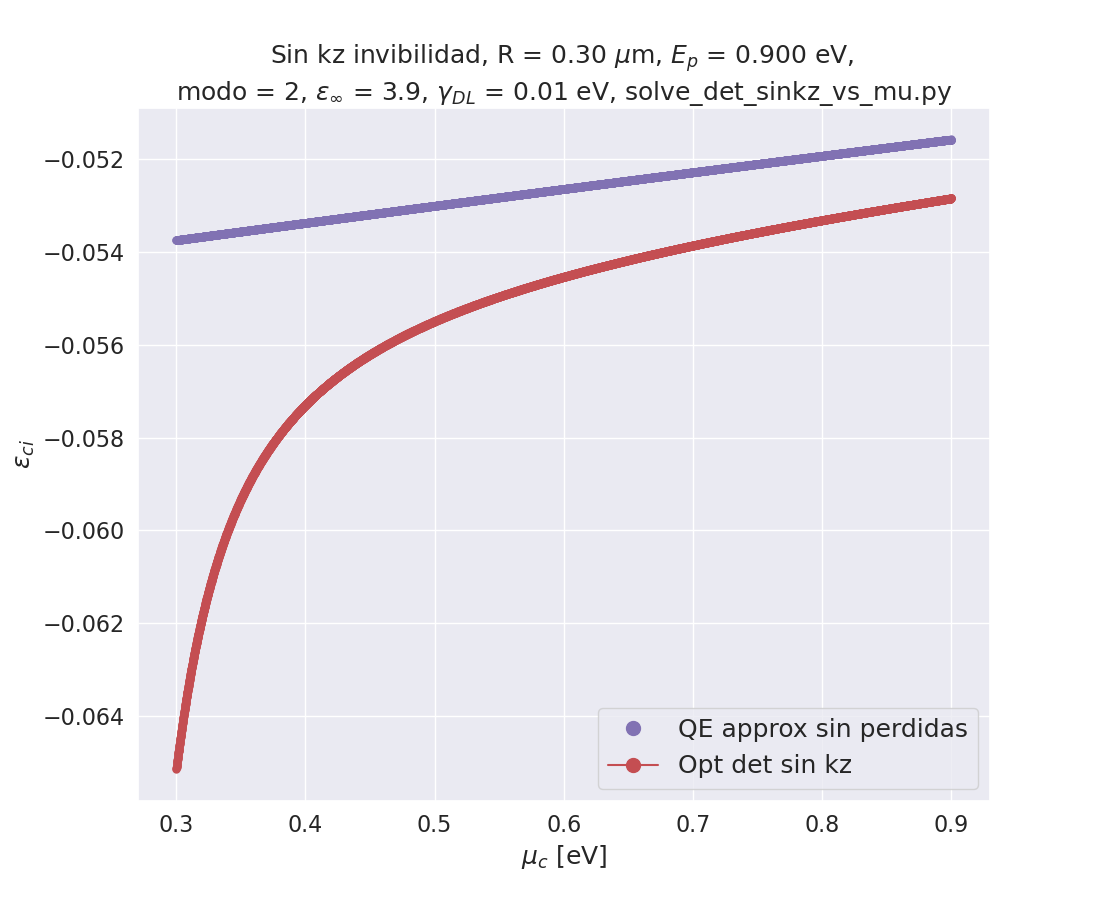 Sin kz invibilidad, R = 0.30 μm, E_p = 0.900 eV,
modo = 2, ε_∞ = 3.9, γ_DL = 0.01 eV, solve_det_sinkz_vs_mu.py
−0.052
−0.054
−0.056
−0.058
−0.060
−0.062
−0.064
ε_ci
QE approx sin perdidas
Opt det sin kz
0.3 0.4 0.5 0.6 0.7 0.8 0.9
μ_c [eV]